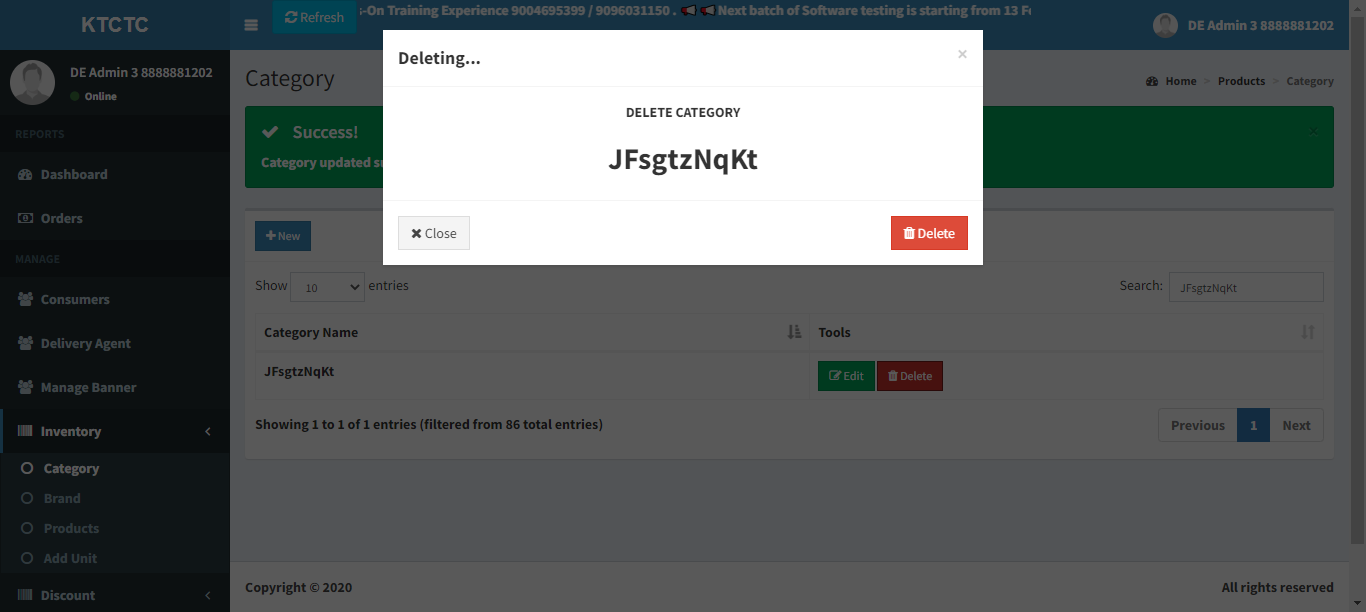 KTCTC
Refresh
-On Training Experience 9004695399 / 9096031150 . 📢 📢 Next batch of Software testing is starting from 13
DE Admin 3 8888881202
DE Admin 3 8888881202
Online
REPORTS
Dashboard
Orders
MANAGE
Consumers
Delivery Agent
Manage Banner
Inventory
Category
Brand
Products
Add Unit
Discount
Category
Home > Products > Category
Success!
Category updated
Deleting...
×
DELETE CATEGORY
JFsgtzNqKt
Close
Delete
New
Show 10 entries
Search: JFsgtzNqKt
Category Name Tools
JFsgtzNqKt Edit Delete
Showing 1 to 1 of 1 entries (filtered from 86 total entries)
Previous 1 Next
Copyright © 2020
All rights reserved